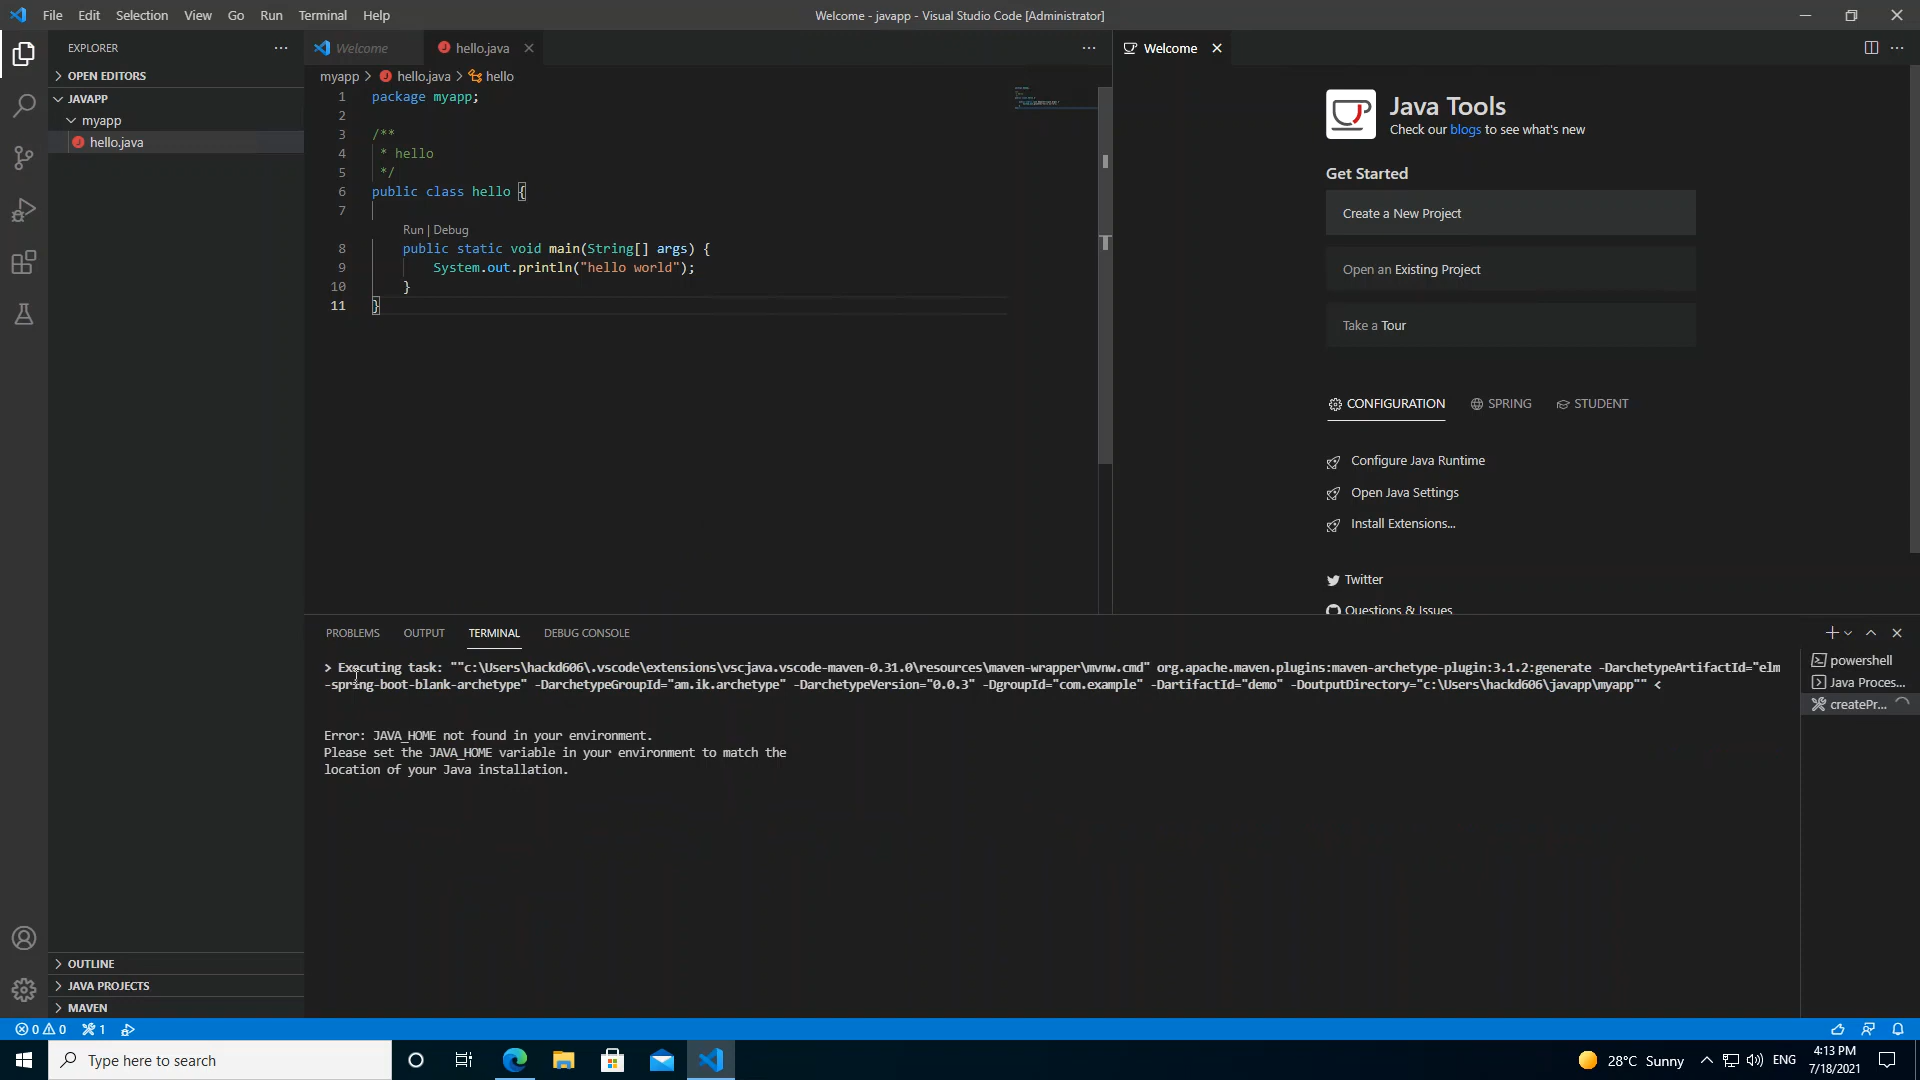 File Edit Selection View Go Run Terminal Help
Welcome - javapp - Visual Studio Code [Administrator]
EXPLORER
OPEN EDITORS
JAVAPP
myapp
hello.java
OUTLINE
JAVA PROJECTS
MAVEN
Welcome
hello.java
myapp > hello.java > hello
1 package myapp;
2
3 /**
4 * hello
5 */
6 public class hello {
7
Run | Debug
8 public static void main(String[] args) {
9 System.out.println("hello world");
10 }
11 }
Welcome
Java Tools
Check our blogs to see what's new
Get Started
Create a New Project
Open an Existing Project
Take a Tour
CONFIGURATION SPRING STUDENT
Configure Java Runtime
Open Java Settings
Install Extensions...
Twitter
Questions & Issues
PROBLEMS OUTPUT TERMINAL DEBUG CONSOLE
> Executing task: ""c:\Users\hackd606\.vscode\extensions\vscjava.vscode-maven-0.31.0\resources\maven-wrapper\mvnw.cmd" org.apache.maven.plugins:maven-archetype-plugin:3.1.2:generate -DarchetypeArtifactId="elm
-spring-boot-blank-archetype" -DarchetypeGroupId="am.ik.archetype" -DarchetypeVersion="0.0.3" -DgroupId="com.example" -DartifactId="demo" -DoutputDirectory="c:\Users\hackd606\javapp\myapp"" <
Error: JAVA_HOME not found in your environment.
Please set the JAVA_HOME variable in your environment to match the
location of your Java installation.
powershell
Java Proces...
createPr...
0 0 1
Type here to search
28°C Sunny
ENG
4:13 PM
7/18/2021